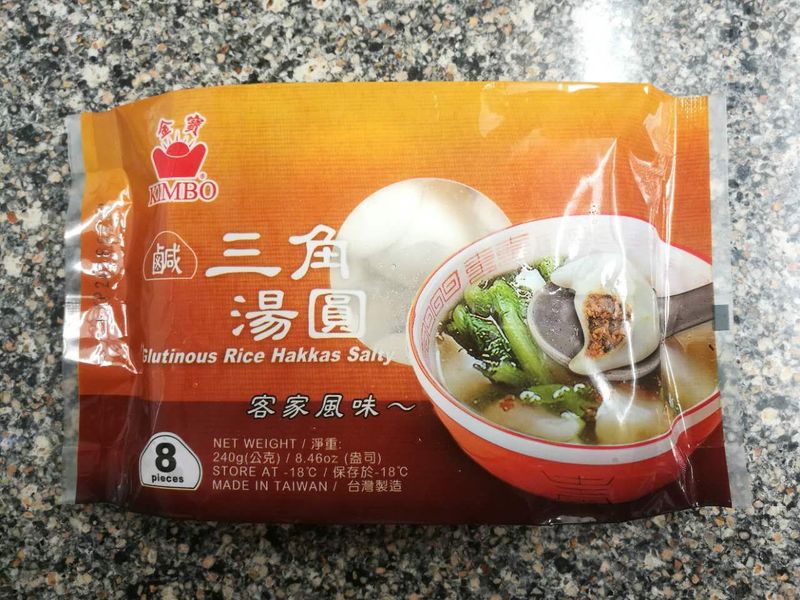 金寶
KIMBO®
鹹
三角
湯圓
Glutinous Rice Hakkas Salty
客家風味～
8
pieces
NET WEIGHT / 淨重:
240g(公克) / 8.46oz (盎司)
STORE AT -18℃ / 保存於-18℃
MADE IN TAIWAN / 台灣製造